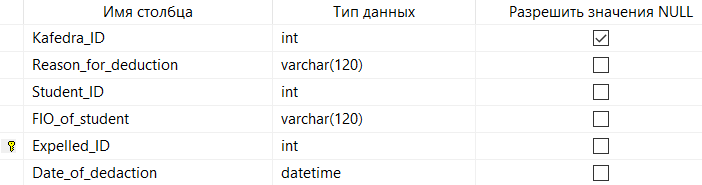 Имя столбца Тип данных Разрешить значения NULL
Kafedra_ID int
Reason_for_deduction varchar(120)
Student_ID int
FIO_of_student varchar(120)
Expelled_ID int
Date_of_dedaction datetime